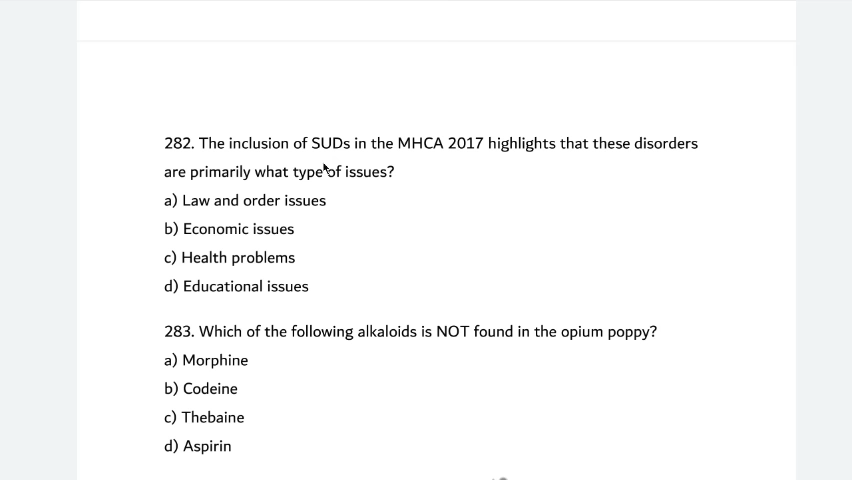 282. The inclusion of SUDs in the MHCA 2017 highlights that these disorders
are primarily what type of issues?
a) Law and order issues
b) Economic issues
c) Health problems
d) Educational issues
283. Which of the following alkaloids is NOT found in the opium poppy?
a) Morphine
b) Codeine
c) Thebaine
d) Aspirin